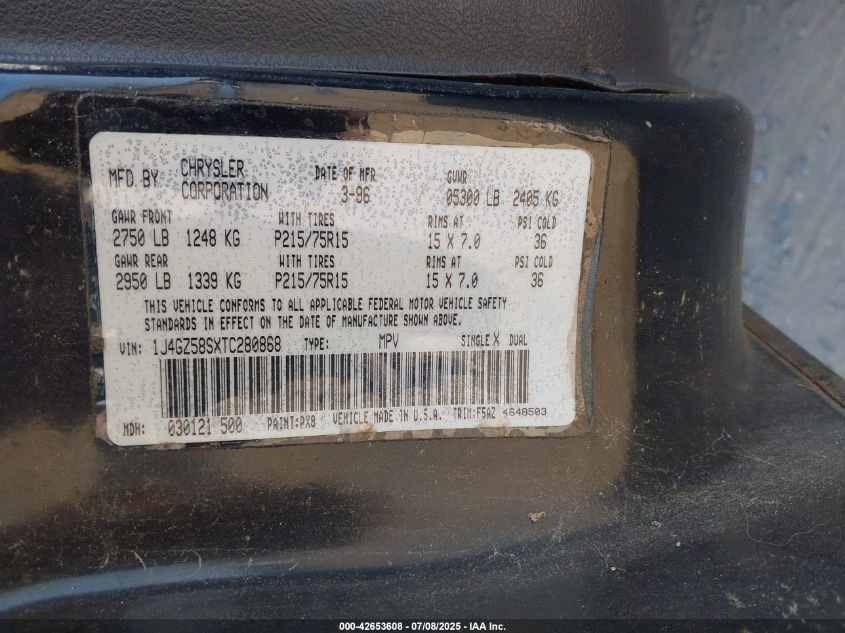 MFD BY CHRYSLER CORPORATION DATE OF MFR 3-96 GVWR 05300 LB 2405 KG
GAWR FRONT WITH TIRES RIMS AT PSI COLD
2750 LB 1248 KG P215/75R15 15 X 7.0 36
GAWR REAR WITH TIRES RIMS AT PSI COLD
2950 LB 1339 KG P215/75R15 15 X 7.0 36
THIS VEHICLE CONFORMS TO ALL APPLICABLE FEDERAL MOTOR VEHICLE SAFETY
STANDARDS IN EFFECT ON THE DATE OF MANUFACTURE SHOWN ABOVE.
VIN: 1J4GZ58SXTC280868 TYPE: MPV SINGLE X DUAL
MDH: 030121 500 PAINT:PX8 VEHICLE MADE IN U.S.A. TRIM:F5AZ 4648503
000-42653608 - 07/08/2025 - IAA Inc.